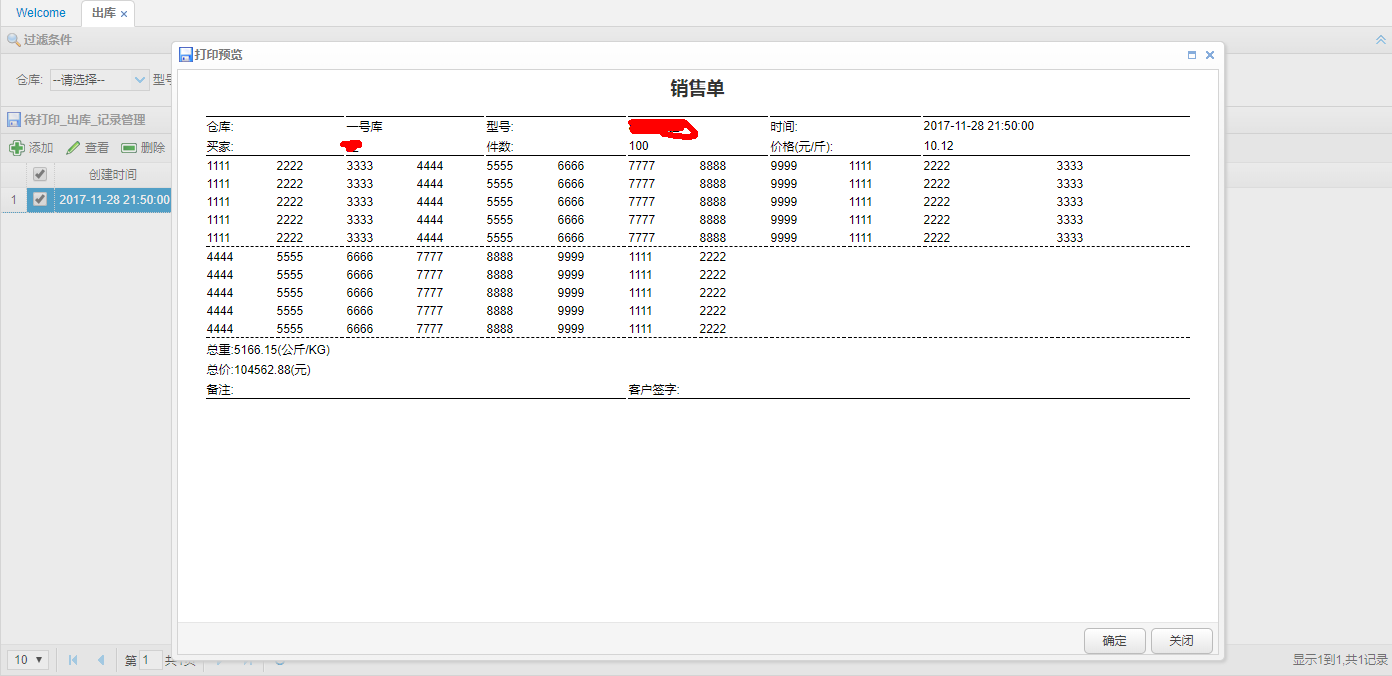 Welcome 出库
过滤条件
打印预览
仓库: --请选择--
销售单
待打印_出库_记录管理
添加 查看 删除
创建时间
1 2017-11-28 21:50:00
仓库: 一号库 型号: 时间: 2017-11-28 21:50:00
买家: 件数: 100 价格(元/斤): 10.12
1111 2222 3333 4444 5555 6666 7777 8888 9999 1111 2222 3333
1111 2222 3333 4444 5555 6666 7777 8888 9999 1111 2222 3333
1111 2222 3333 4444 5555 6666 7777 8888 9999 1111 2222 3333
1111 2222 3333 4444 5555 6666 7777 8888 9999 1111 2222 3333
1111 2222 3333 4444 5555 6666 7777 8888 9999 1111 2222 3333
4444 5555 6666 7777 8888 9999 1111 2222
4444 5555 6666 7777 8888 9999 1111 2222
4444 5555 6666 7777 8888 9999 1111 2222
4444 5555 6666 7777 8888 9999 1111 2222
4444 5555 6666 7777 8888 9999 1111 2222
总重:5166.15(公斤/KG)
总价:104562.88(元)
备注: 客户签字:
确定 关闭
10 第 1 共 显示1到1,共1记录